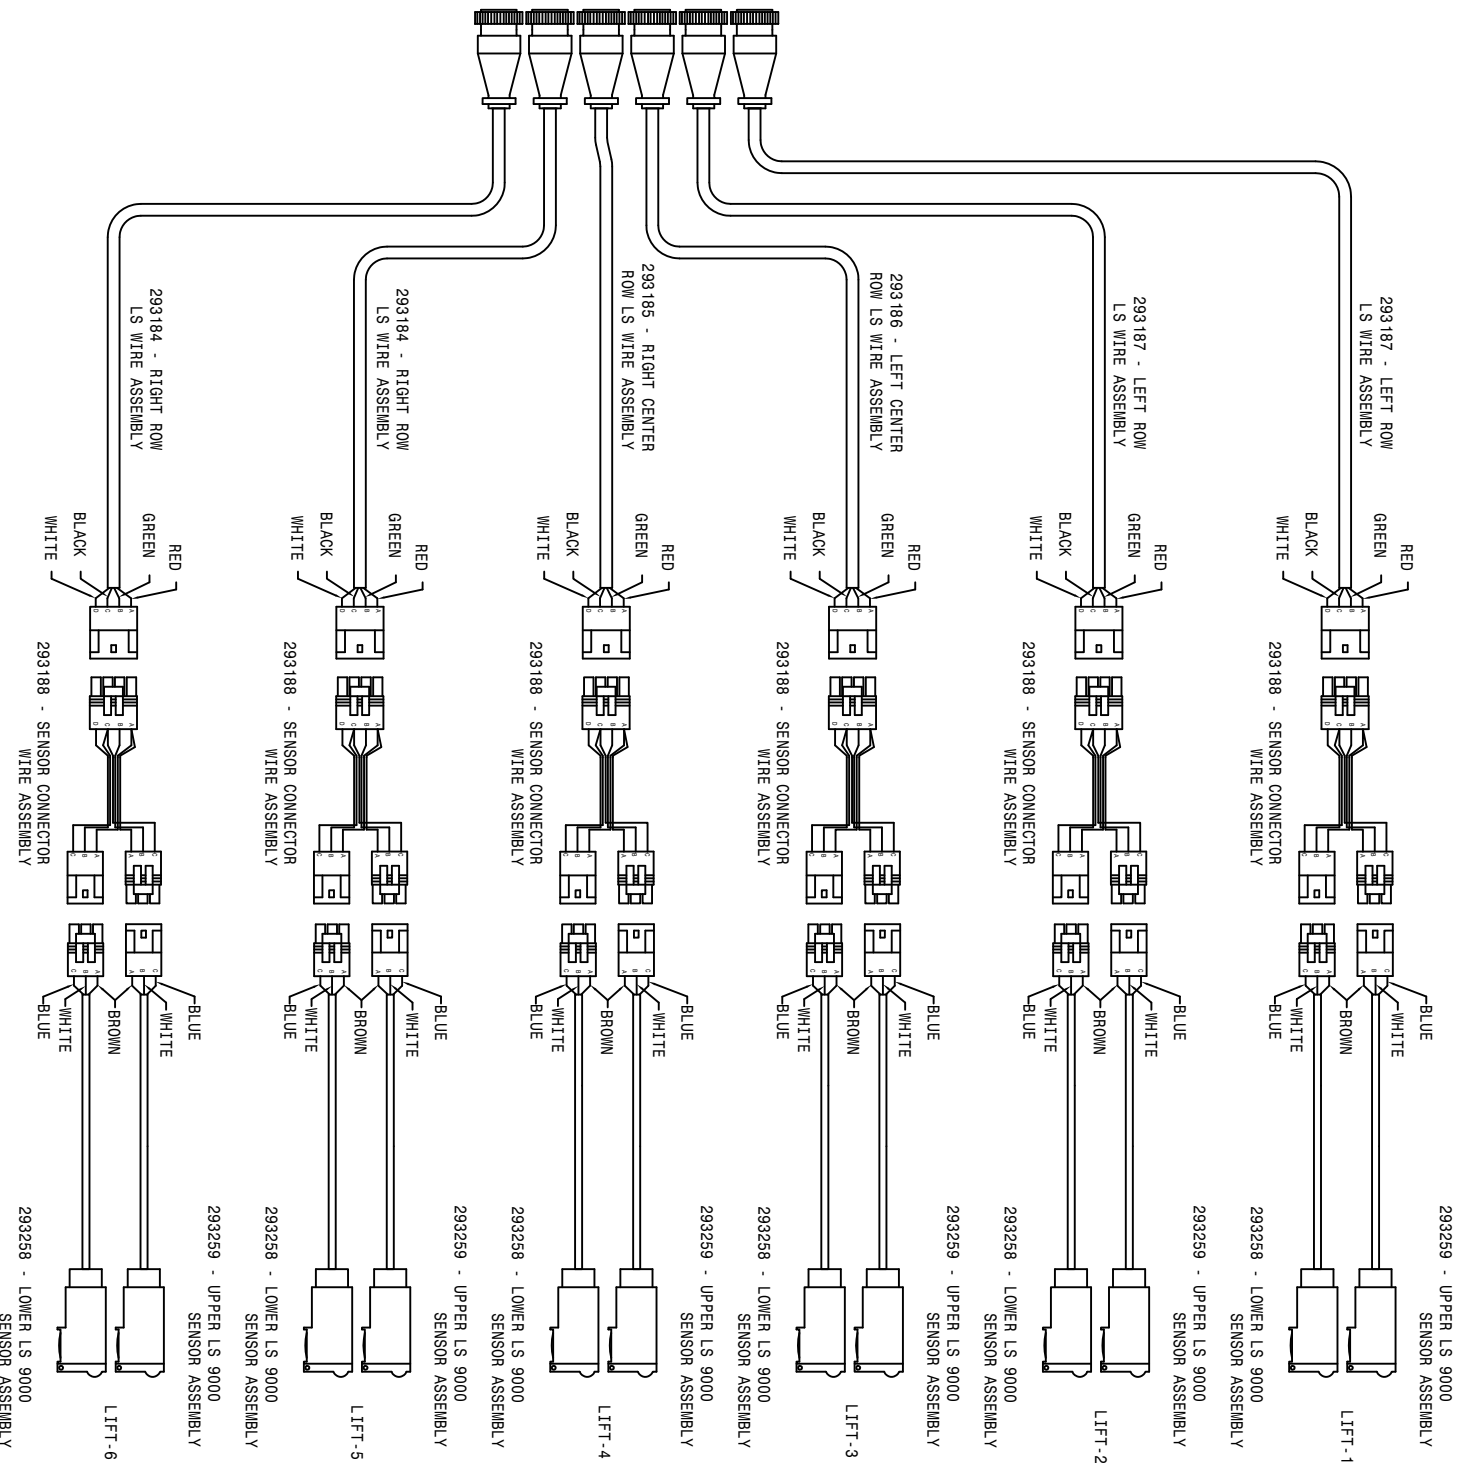 293187 - LEFT ROW
LS WIRE ASSEMBLY
RED
GREEN
BLACK
WHITE
A
B
C
D
A
B
C
D
293188 - SENSOR CONNECTOR
WIRE ASSEMBLY
C
B
A
A
B
C
C
B
A
A
B
C
BLUE
WHITE
BROWN
WHITE
BLUE
293259 - UPPER LS 9000
SENSOR ASSEMBLY
LIFT-1
293258 - LOWER LS 9000
SENSOR ASSEMBLY
293187 - LEFT ROW
LS WIRE ASSEMBLY
RED
GREEN
BLACK
WHITE
A
B
C
D
A
B
C
D
293188 - SENSOR CONNECTOR
WIRE ASSEMBLY
C
B
A
A
B
C
C
B
A
A
B
C
BLUE
WHITE
BROWN
WHITE
BLUE
293259 - UPPER LS 9000
SENSOR ASSEMBLY
LIFT-2
293258 - LOWER LS 9000
SENSOR ASSEMBLY
293186 - LEFT CENTER
ROW LS WIRE ASSEMBLY
RED
GREEN
BLACK
WHITE
A
B
C
D
A
B
C
D
293188 - SENSOR CONNECTOR
WIRE ASSEMBLY
C
B
A
A
B
C
C
B
A
A
B
C
BLUE
WHITE
BROWN
WHITE
BLUE
293259 - UPPER LS 9000
SENSOR ASSEMBLY
LIFT-3
293258 - LOWER LS 9000
SENSOR ASSEMBLY
293185 - RIGHT CENTER
ROW LS WIRE ASSEMBLY
RED
GREEN
BLACK
WHITE
A
B
C
D
A
B
C
D
293188 - SENSOR CONNECTOR
WIRE ASSEMBLY
C
B
A
A
B
C
C
B
A
A
B
C
BLUE
WHITE
BROWN
WHITE
BLUE
293259 - UPPER LS 9000
SENSOR ASSEMBLY
LIFT-4
293258 - LOWER LS 9000
SENSOR ASSEMBLY
293184 - RIGHT ROW
LS WIRE ASSEMBLY
RED
GREEN
BLACK
WHITE
A
B
C
D
A
B
C
D
293188 - SENSOR CONNECTOR
WIRE ASSEMBLY
C
B
A
A
B
C
C
B
A
A
B
C
BLUE
WHITE
BROWN
WHITE
BLUE
293259 - UPPER LS 9000
SENSOR ASSEMBLY
LIFT-5
293258 - LOWER LS 9000
SENSOR ASSEMBLY
293184 - RIGHT ROW
LS WIRE ASSEMBLY
RED
GREEN
BLACK
WHITE
A
B
C
D
A
B
C
D
293188 - SENSOR CONNECTOR
WIRE ASSEMBLY
C
B
A
A
B
C
C
B
A
A
B
C
BLUE
WHITE
BROWN
WHITE
BLUE
293259 - UPPER LS 9000
SENSOR ASSEMBLY
LIFT-6
293258 - LOWER LS 9000
SENSOR ASSEMBLY